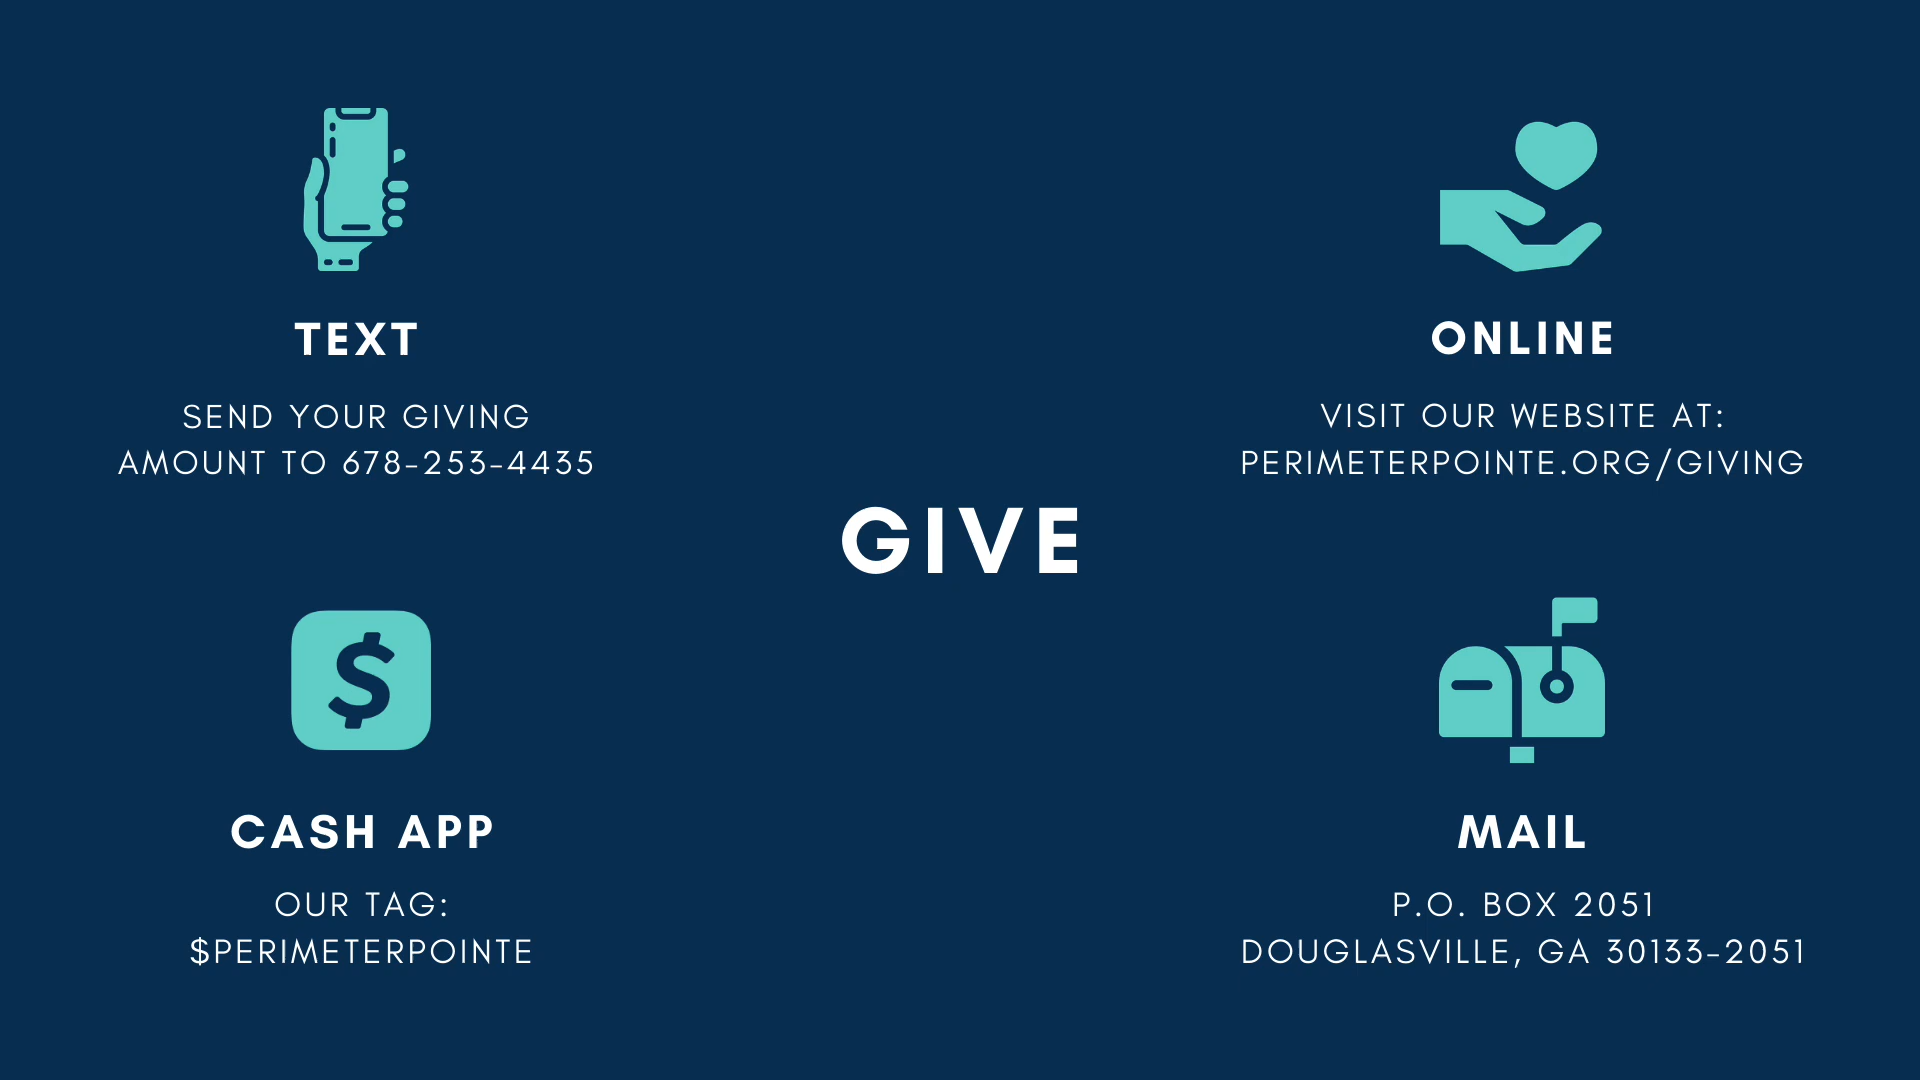 TEXT
SEND YOUR GIVING
AMOUNT TO 678-253-4435
ONLINE
VISIT OUR WEBSITE AT:
PERIMETERPOINTE.ORG/GIVING
GIVE
$
CASH APP
OUR TAG:
$PERIMETERPOINTE
MAIL
P.O. BOX 2051
DOUGLASVILLE, GA 30133-2051